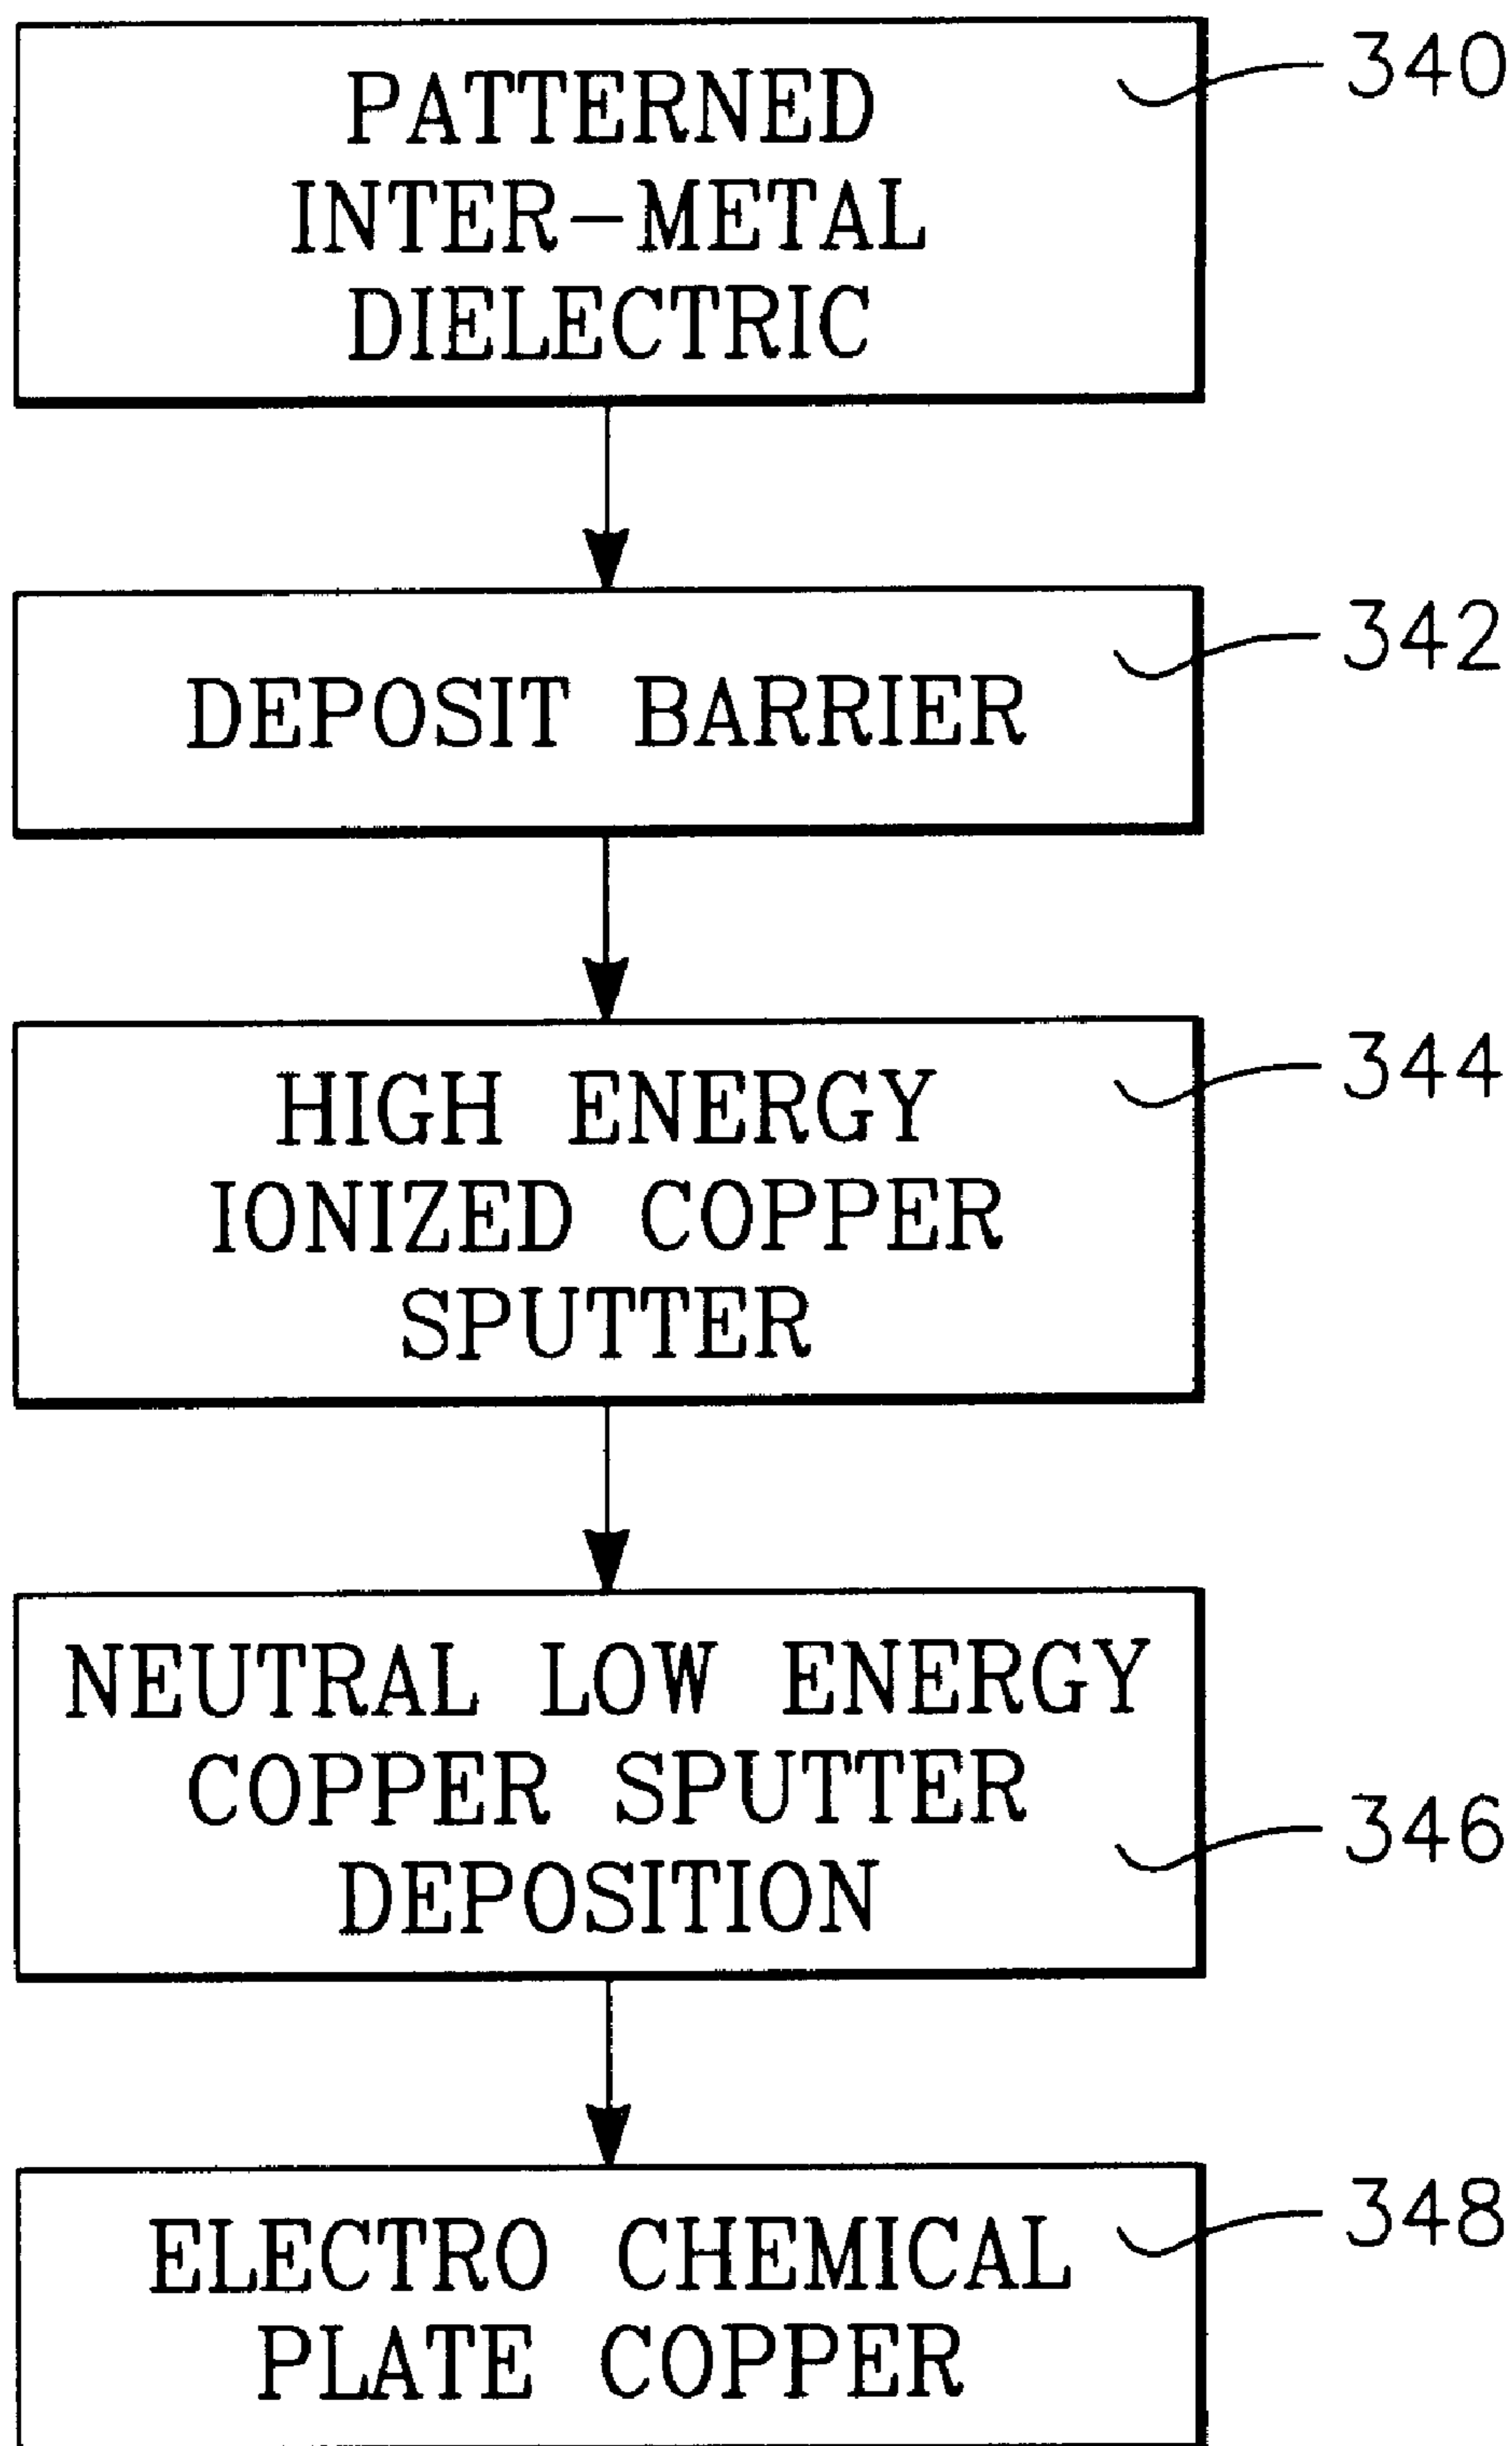 PATTERNED
INTER-METAL
DIELECTRIC
340
DEPOSIT BARRIER
342
HIGH ENERGY
IONIZED COPPER
SPUTTER
344
NEUTRAL LOW ENERGY
COPPER SPUTTER
DEPOSITION
346
ELECTRO CHEMICAL
PLATE COPPER
348